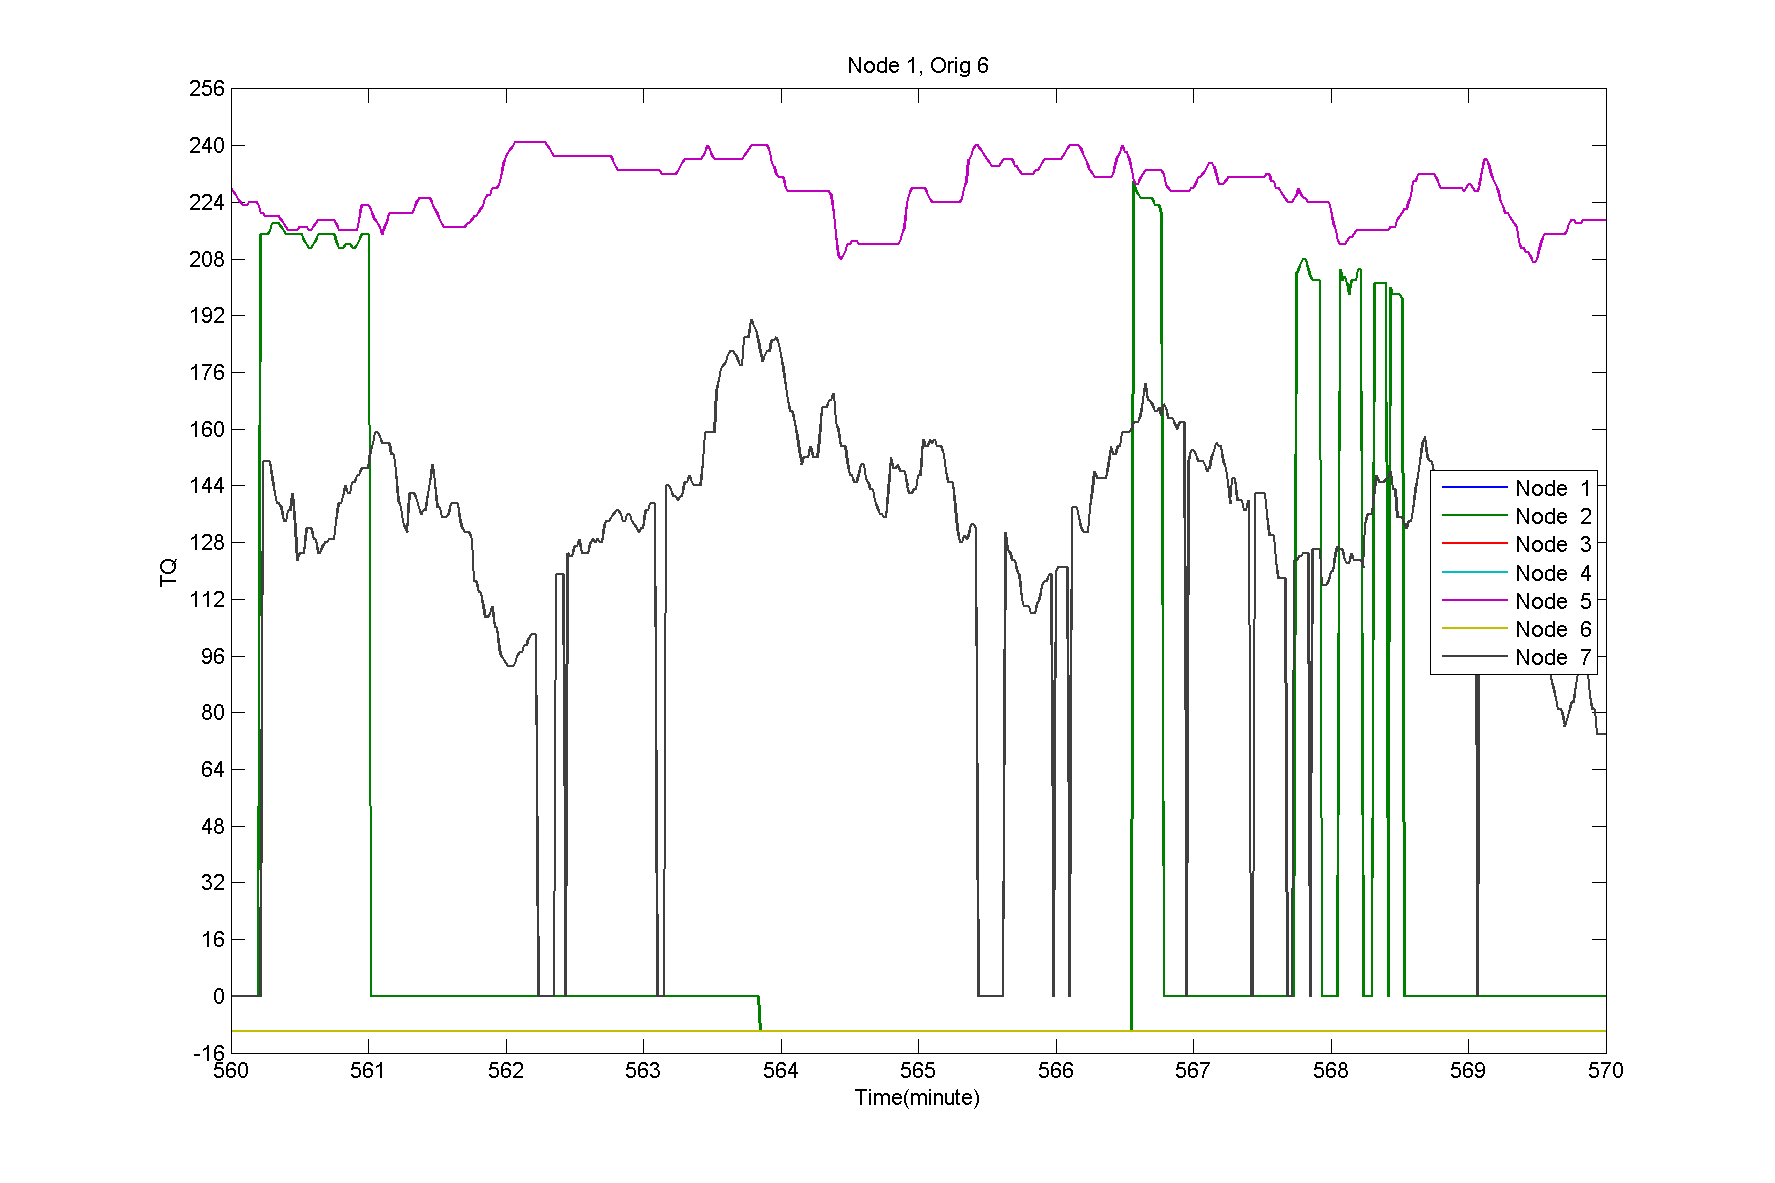 Node 1, Orig 6
256
240
224
208
192
176
160
144
128
112
96
80
64
48
32
16
0
-16
TQ
Node 1
Node 2
Node 3
Node 4
Node 5
Node 6
Node 7
560 561 562 563 564 565 566 567 568 569 570
Time(minute)